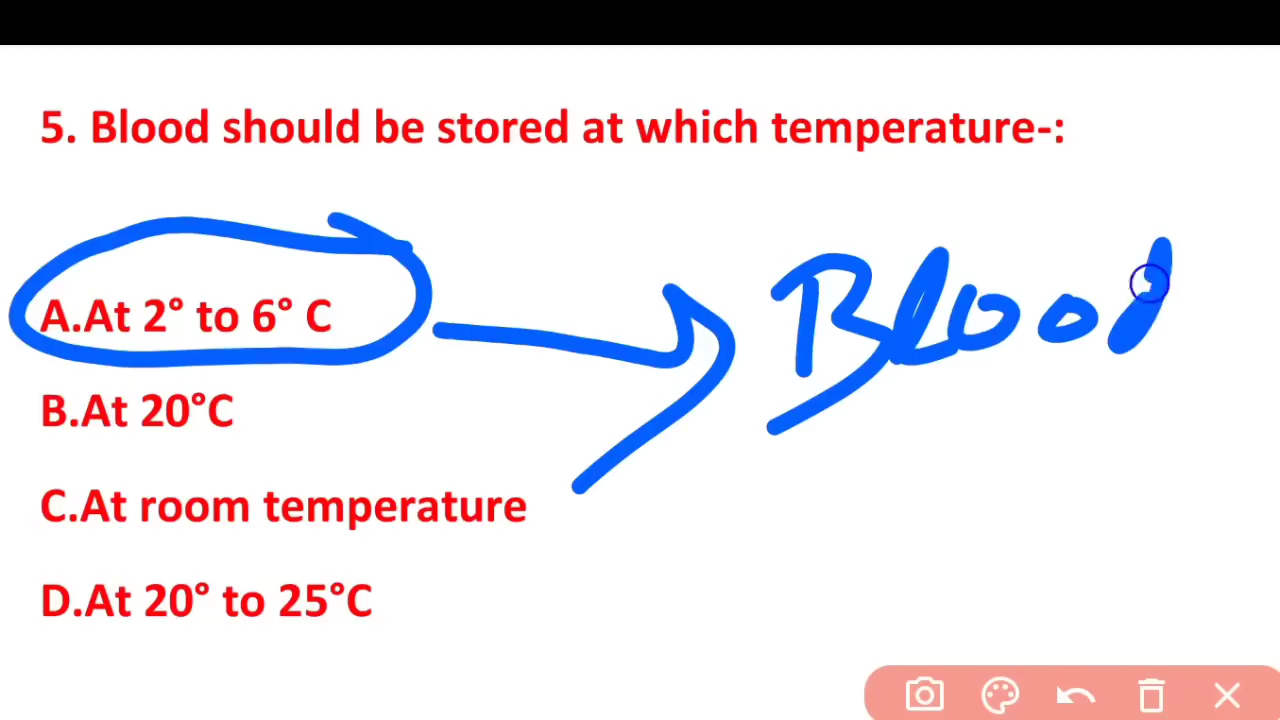 5. Blood should be stored at which temperature-:
A.At 2° to 6° C
Blood
B.At 20°C
C.At room temperature
D.At 20° to 25°C